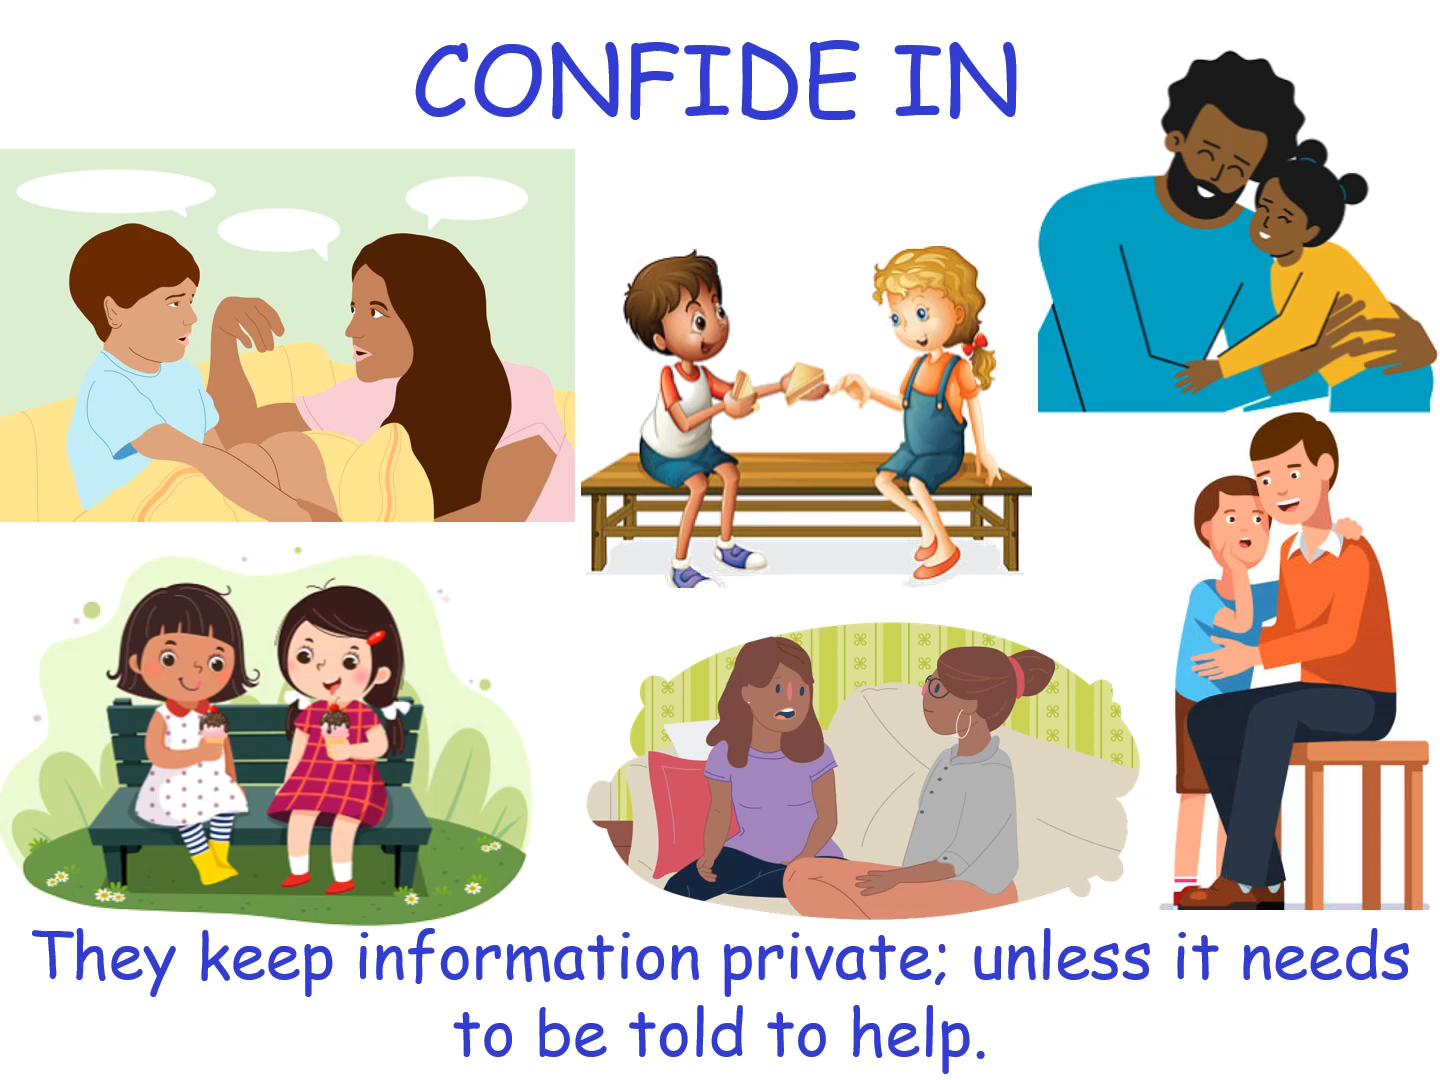 CONFIDE IN
They keep information private; unless it needs
to be told to help.